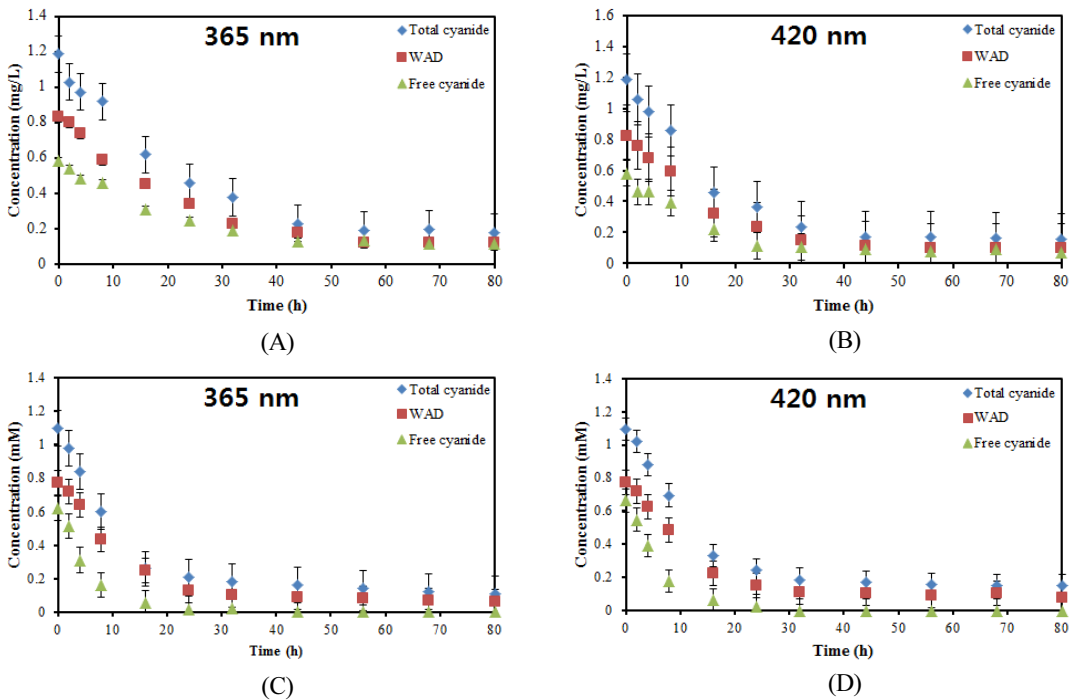 365 nm
Total cyanide
WAD
Free cyanide
Concentration (mg/L)
1.4
1.2
1
0.8
0.6
0.4
0.2
0
0 10 20 30 40 50 60 70 80
Time (h)
(A)
420 nm
Total cyanide
WAD
Free cyanide
Concentration (mg/L)
1.6
1.4
1.2
1
0.8
0.6
0.4
0.2
0
0 10 20 30 40 50 60 70 80
Time (h)
(B)
365 nm
Total cyanide
WAD
Free cyanide
Concentration (mM)
1.4
1.2
1
0.8
0.6
0.4
0.2
0
0 10 20 30 40 50 60 70 80
Time (h)
(C)
420 nm
Total cyanide
WAD
Free cyanide
Concentration (mM)
1.4
1.2
1
0.8
0.6
0.4
0.2
0
0 10 20 30 40 50 60 70 80
Time (h)
(D)